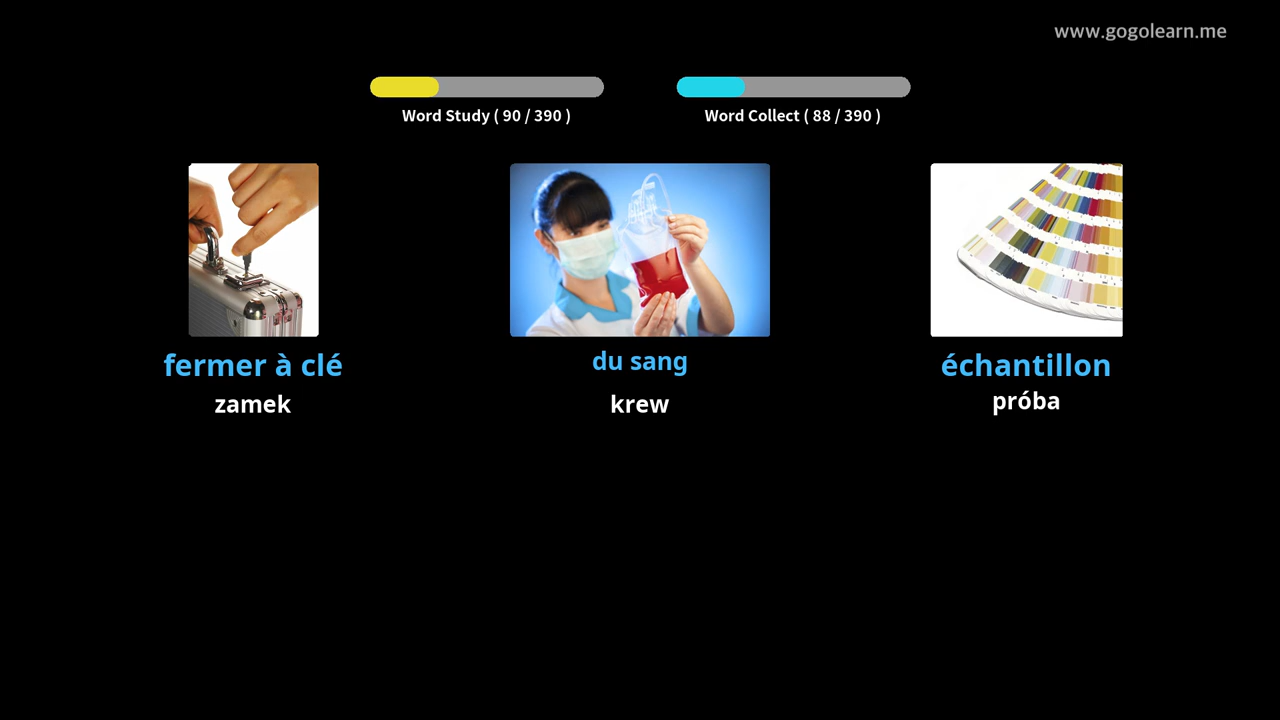 www.gogolearn.me
Word Study ( 90 / 390 )
Word Collect ( 88 / 390 )
fermer à clé
zamek
du sang
krew
échantillon
próba